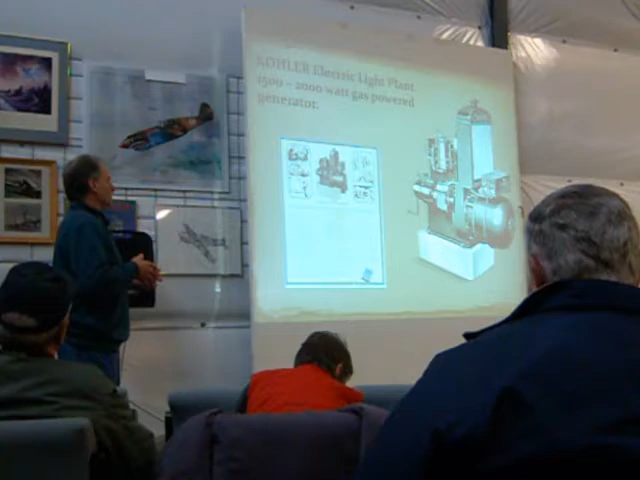 KOHLER Electric Light Plant
1500 - 2000 watt gas powered
generator.